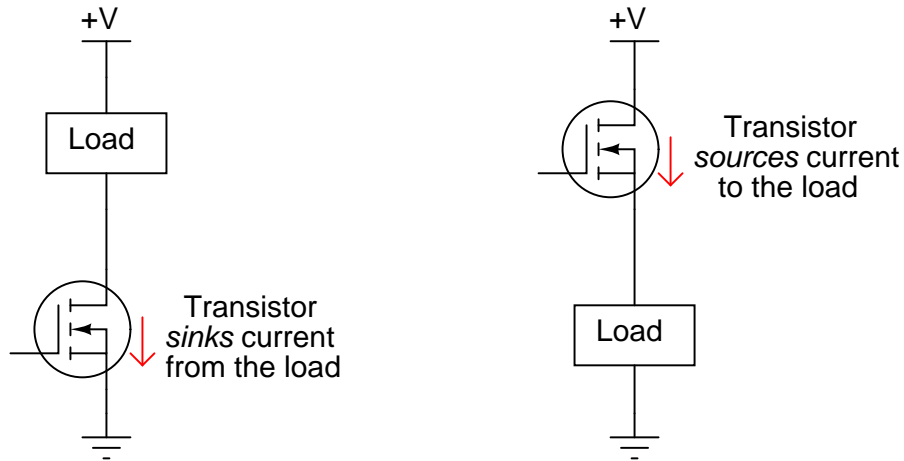 +V
Load
Transistor
sinks current
from the load
+V
Transistor
sources current
to the load
Load